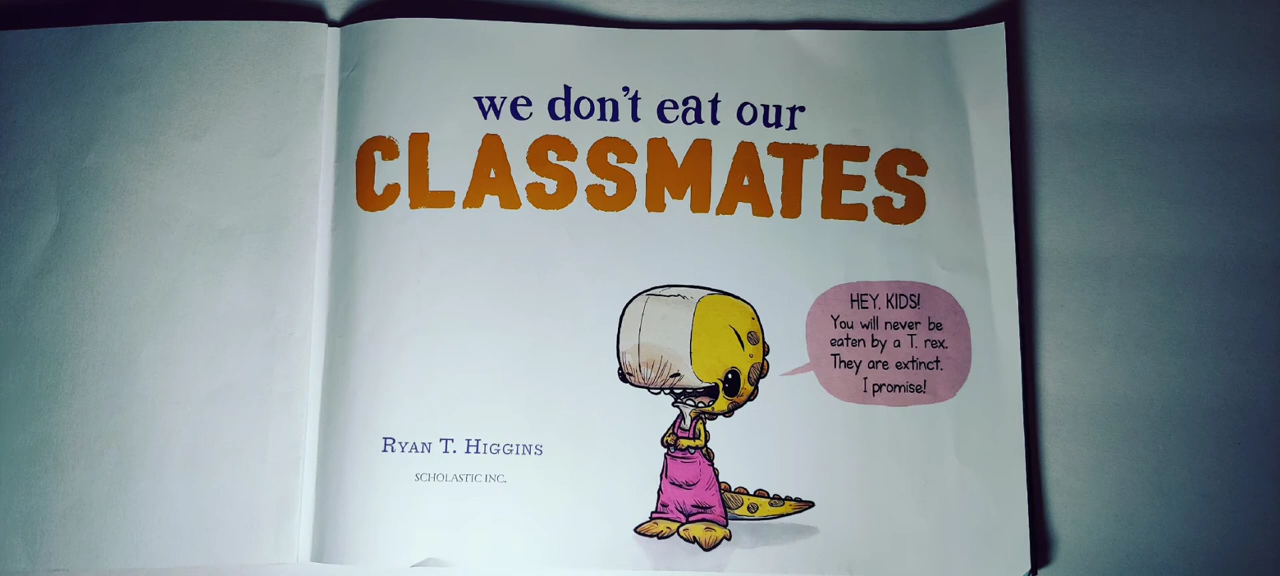 we don't eat our
CLASSMATES
HEY, KIDS!
You will never be
eaten by a T. rex.
They are extinct.
I promise!
RYAN T. HIGGINS
SCHOLASTIC INC.